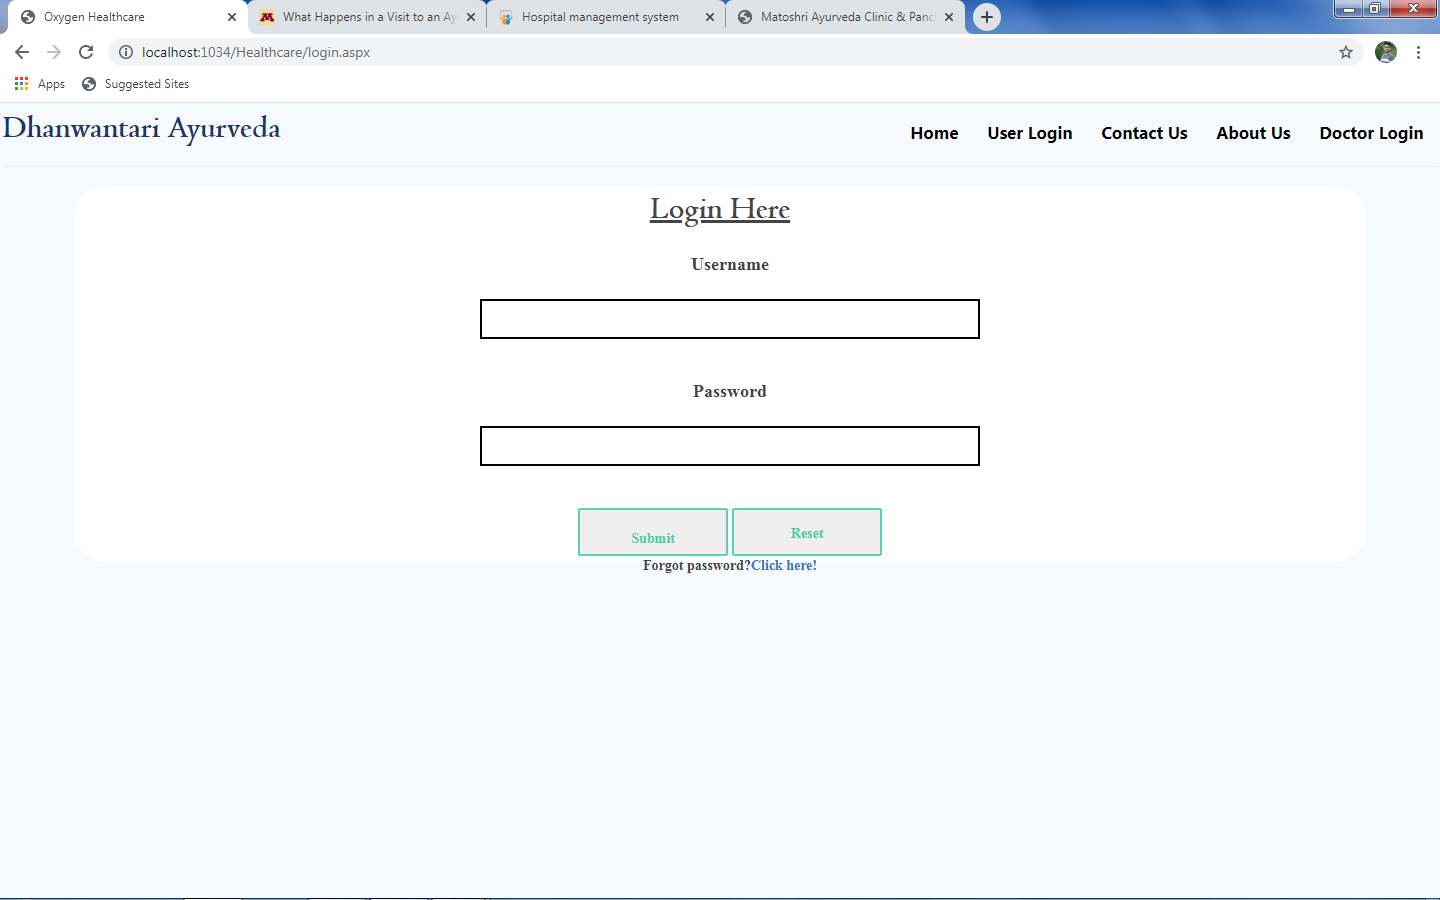 Oxygen Healthcare
What Happens in a Visit to an Ay
Hospital management system
Matoshri Ayurveda Clinic & Panc
localhost:1034/Healthcare/login.aspx
Apps
Suggested Sites
Dhanwantari Ayurveda
Home User Login Contact Us About Us Doctor Login
Login Here
Username
Password
Submit Reset
Forgot password?Click here!